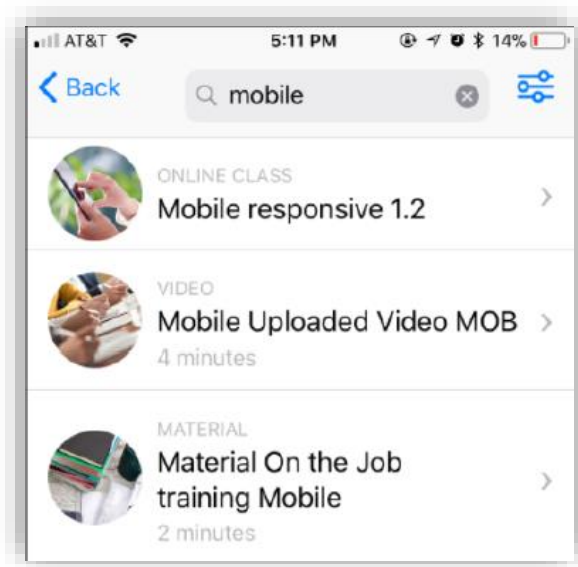 AT&T 5:11 PM 14%
Back mobile
ONLINE CLASS
Mobile responsive 1.2
VIDEO
Mobile Uploaded Video MOB
4 minutes
MATERIAL
Material On the Job
training Mobile
2 minutes